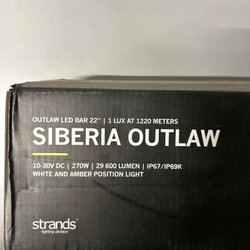 OUTLAW LED BAR 22" | 1 LUX AT 1220 METERS
SIBERIA OUTLAW
10-30V DC | 270W | 29 600 LUMEN | IP67/IP69K
WHITE AND AMBER POSITION LIGHT
strands
lighting division